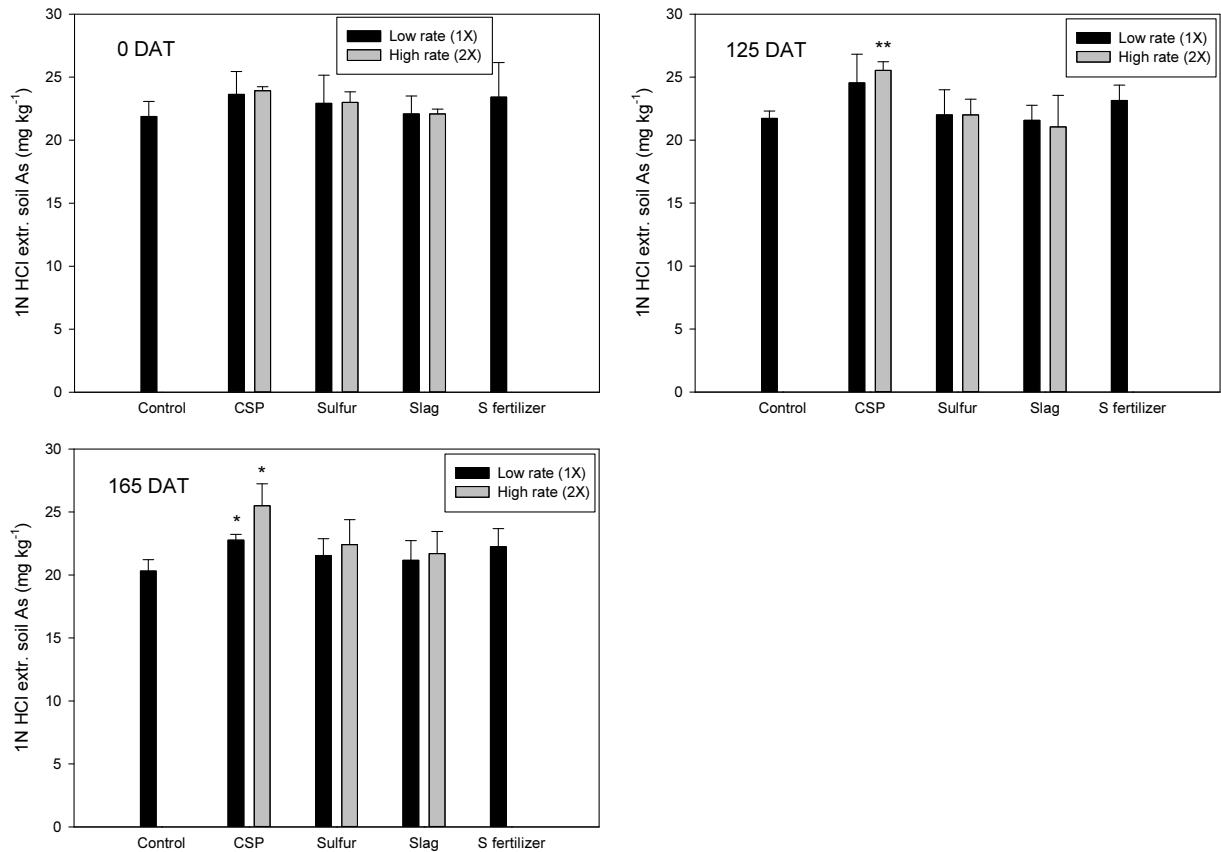 0 DAT
Low rate (1X)
High rate (2X)
1N HCl extr. soil As (mg kg⁻¹)
30
25
20
15
10
5
0
Control CSP Sulfur Slag S fertilizer
125 DAT
**
Low rate (1X)
High rate (2X)
1N HCl extr. soil As (mg kg⁻¹)
30
25
20
15
10
5
0
Control CSP Sulfur Slag S fertilizer
165 DAT
*
*
Low rate (1X)
High rate (2X)
1N HCl extr. soil As (mg kg⁻¹)
30
25
20
15
10
5
0
Control CSP Sulfur Slag S fertilizer